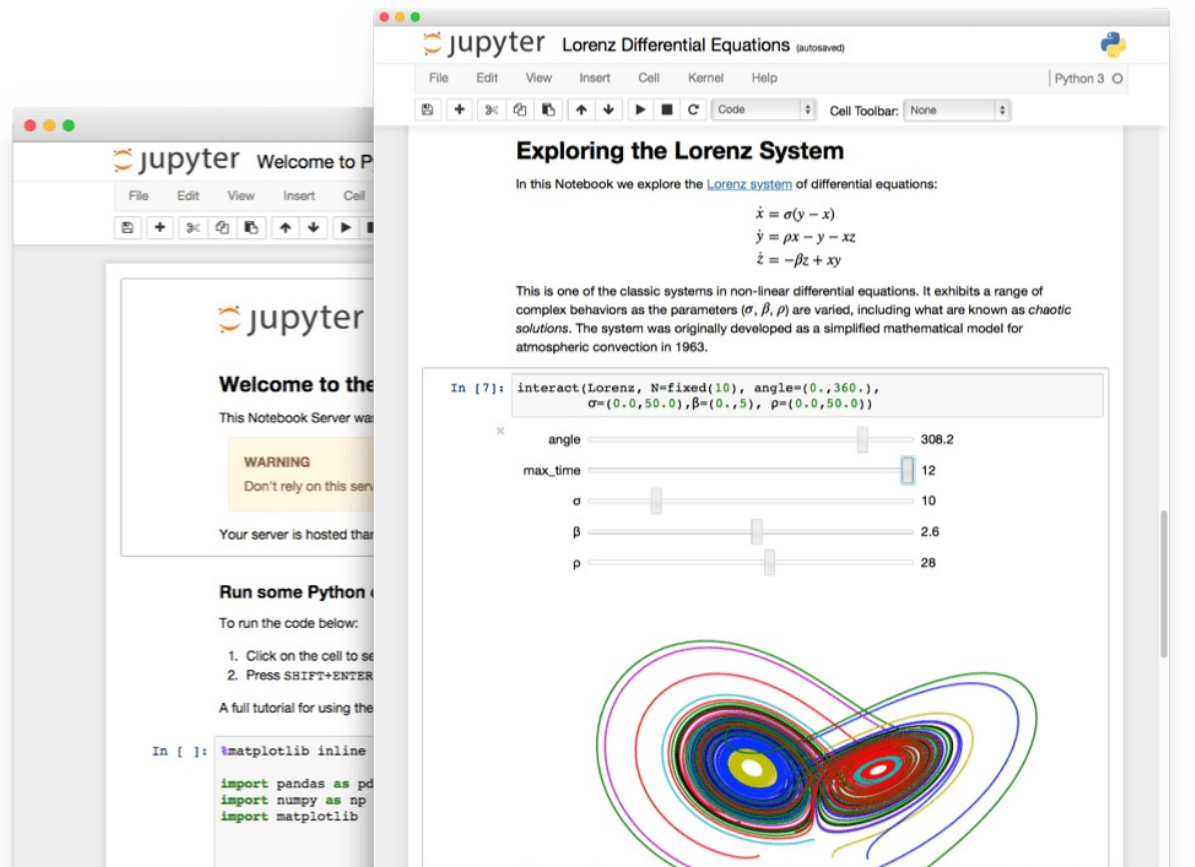 jupyter Lorenz Differential Equations (autosaved)
File Edit View Insert Cell Kernel Help Python 3
Code Cell Toolbar: None
Exploring the Lorenz System
In this Notebook we explore the Lorenz system of differential equations:
ẋ = σ(y − x)
ẏ = ρx − y − xz
ż = −βz + xy
This is one of the classic systems in non-linear differential equations. It exhibits a range of
complex behaviors as the parameters (σ, β, ρ) are varied, including what are known as chaotic
solutions. The system was originally developed as a simplified mathematical model for
atmospheric convection in 1963.
In [7]: interact(Lorenz, N=fixed(10), angle=(0.,360.),
σ=(0.0,50.0),β=(0.,5), ρ=(0.0,50.0))
× angle 308.2
max_time 12
σ 10
β 2.6
ρ 28
jupyter Welcome to P
File Edit View Insert Cell
jupyter
Welcome to the
This Notebook Server was
WARNING
Don't rely on this serv
Your server is hosted than
Run some Python
To run the code below:
1. Click on the cell to se
2. Press SHIFT+ENTER
A full tutorial for using the
In [ ]: %matplotlib inline
import pandas as pd
import numpy as np
import matplotlib